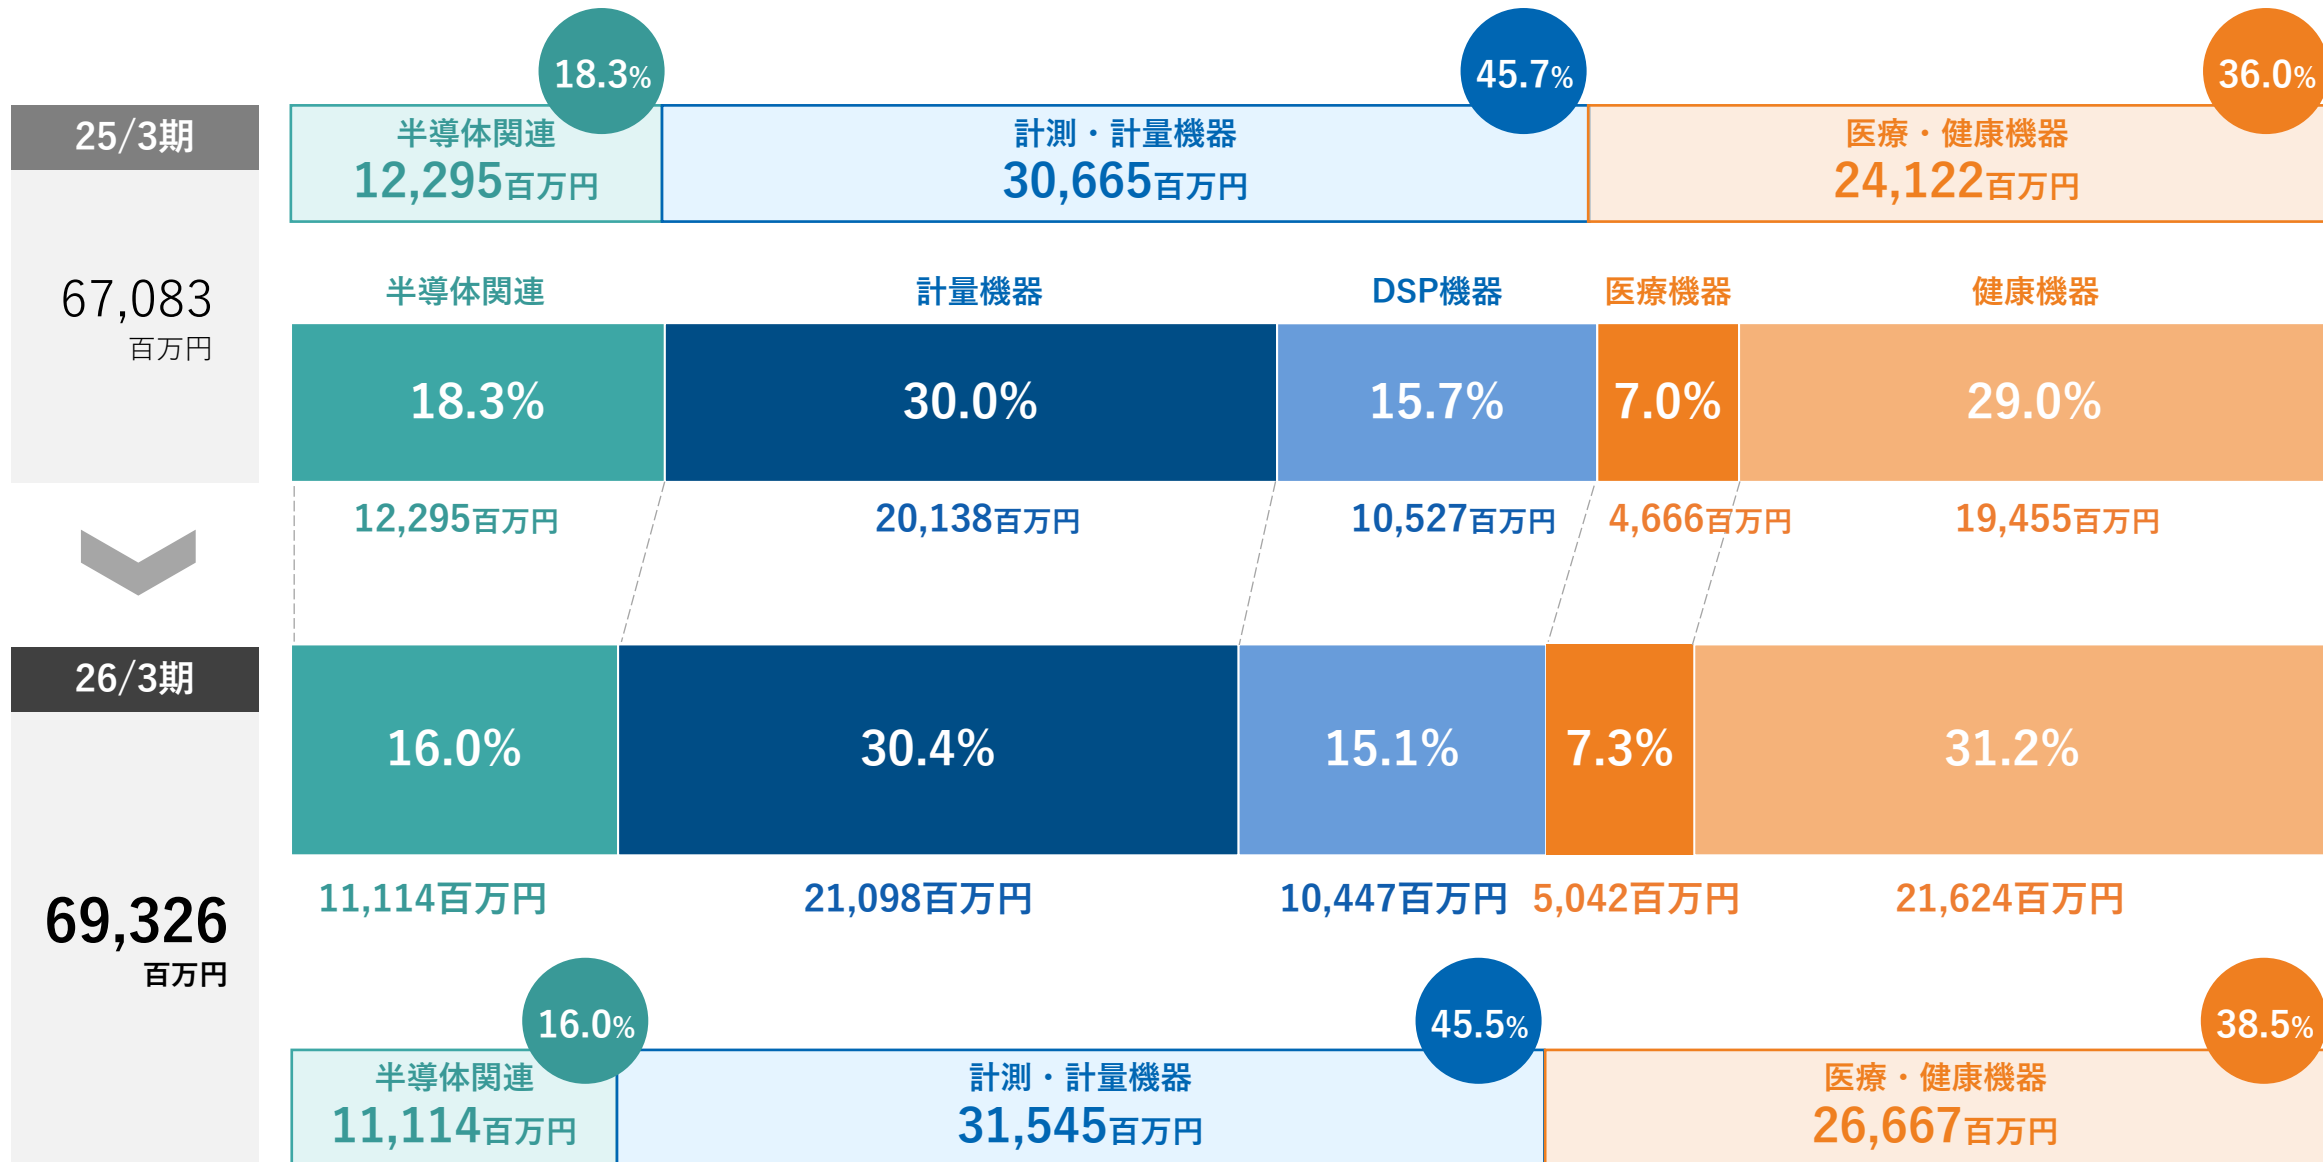 18.3%
45.7%
36.0%
25/3期
半導体関連
計測・計量機器
医療・健康機器
12,295百万円
30,665百万円
24,122百万円
67,083
百万円
半導体関連
計量機器
DSP機器
医療機器
健康機器
18.3%
30.0%
15.7%
7.0%
29.0%
12,295百万円
20,138百万円
10,527百万円
4,666百万円
19,455百万円
26/3期
16.0%
30.4%
15.1%
7.3%
31.2%
11,114百万円
21,098百万円
10,447百万円
5,042百万円
21,624百万円
69,326
百万円
16.0%
45.5%
38.5%
半導体関連
計測・計量機器
医療・健康機器
11,114百万円
31,545百万円
26,667百万円